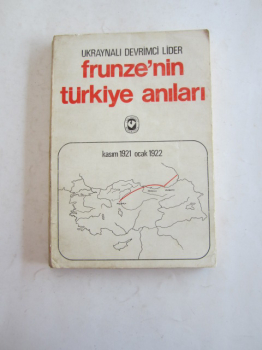 UKRAYNALI DEVRİMCİ LİDER
frunze'nin
türkiye anıları
kasım 1921 ocak 1922